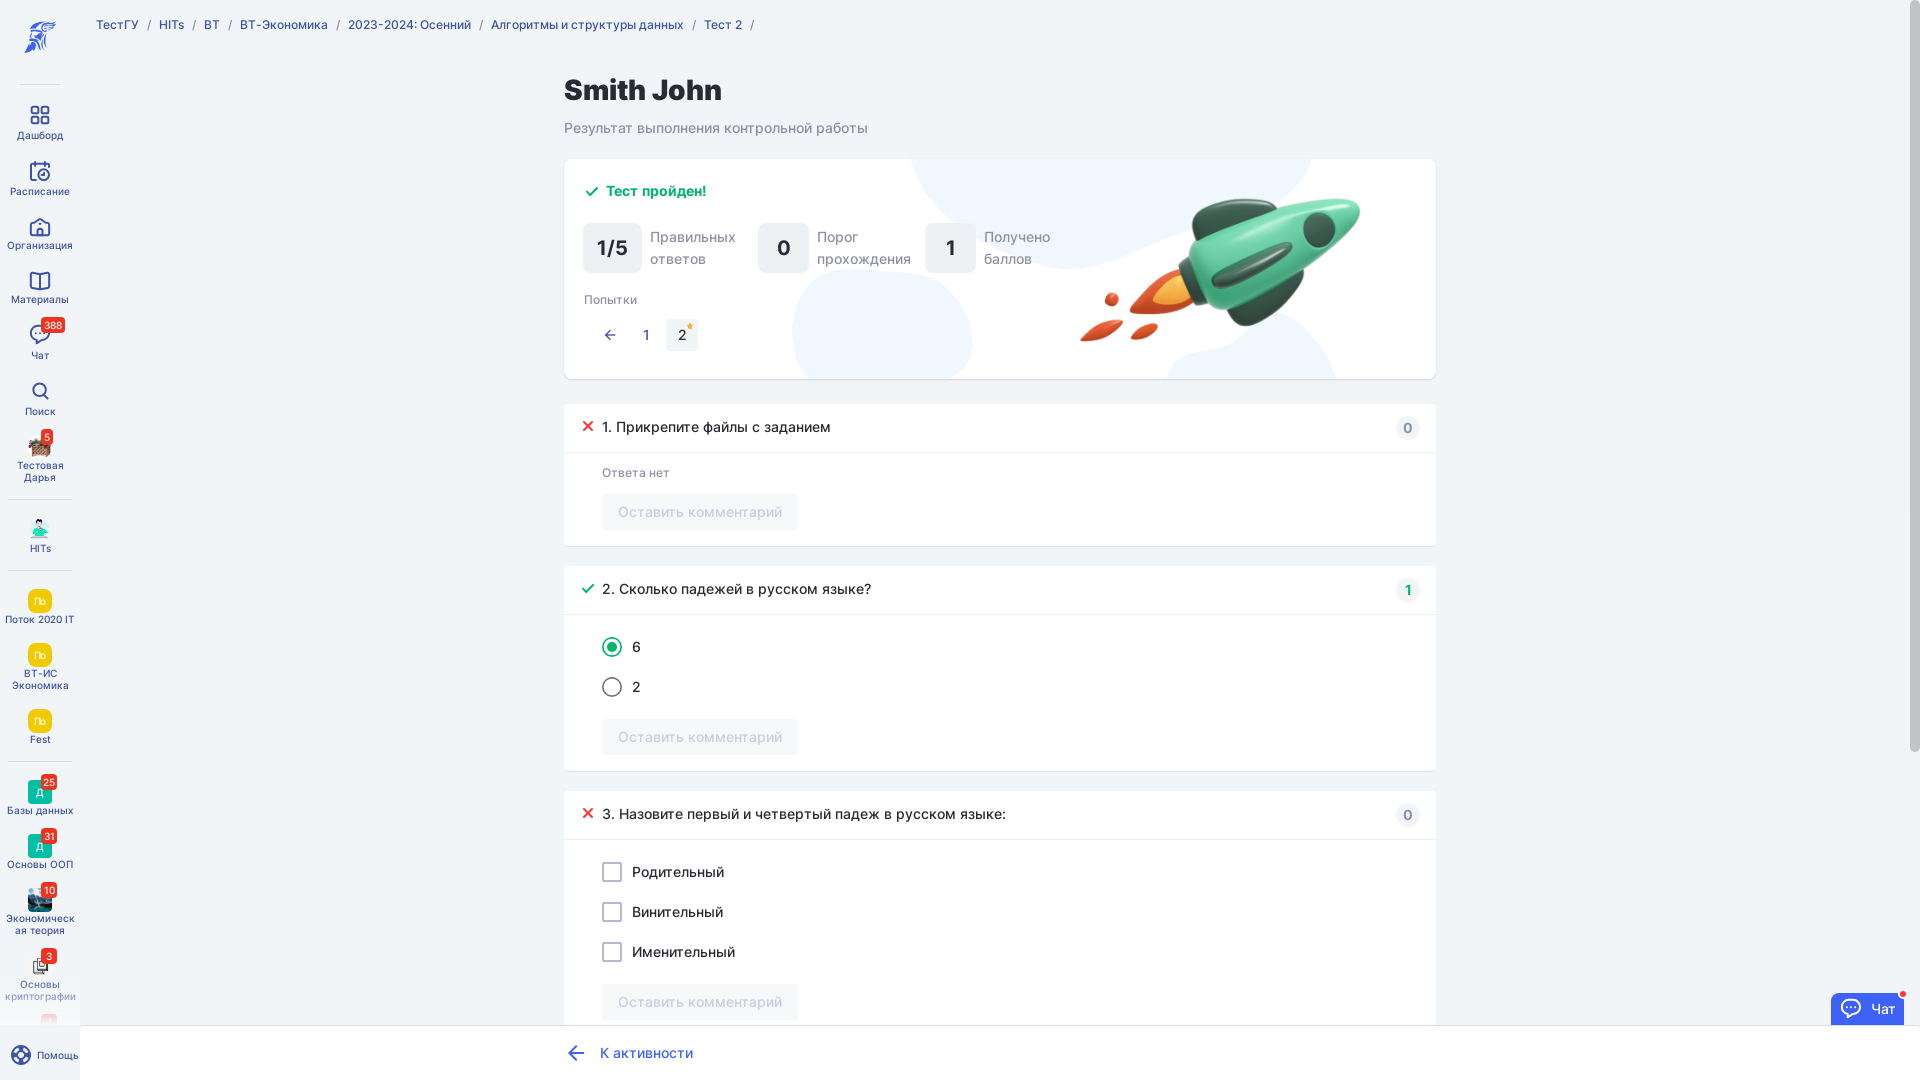 ТестГУ / HITs / ВТ / ВТ-Экономика / 2023-2024: Осенний / Алгоритмы и структуры данных / Тест 2 /
Дашборд
Расписание
Организация
Материалы
388
Чат
Поиск
5
Тестовая
Дарья
HITs
По
Поток 2020 IT
По
ВТ-ИС
Экономика
По
Fest
25
Д
Базы данных
31
Д
Основы ООП
10
Экономическ
ая теория
3
Основы
криптографии
Помощь
Smith John
Результат выполнения контрольной работы
Тест пройден!
1/5 Правильных ответов
0 Порог прохождения
1 Получено баллов
Попытки
1 2
1. Прикрепите файлы с заданием 0
Ответа нет
Оставить комментарий
2. Сколько падежей в русском языке? 1
6
2
Оставить комментарий
3. Назовите первый и четвертый падеж в русском языке: 0
Родительный
Винительный
Именительный
Оставить комментарий
К активности
Чат